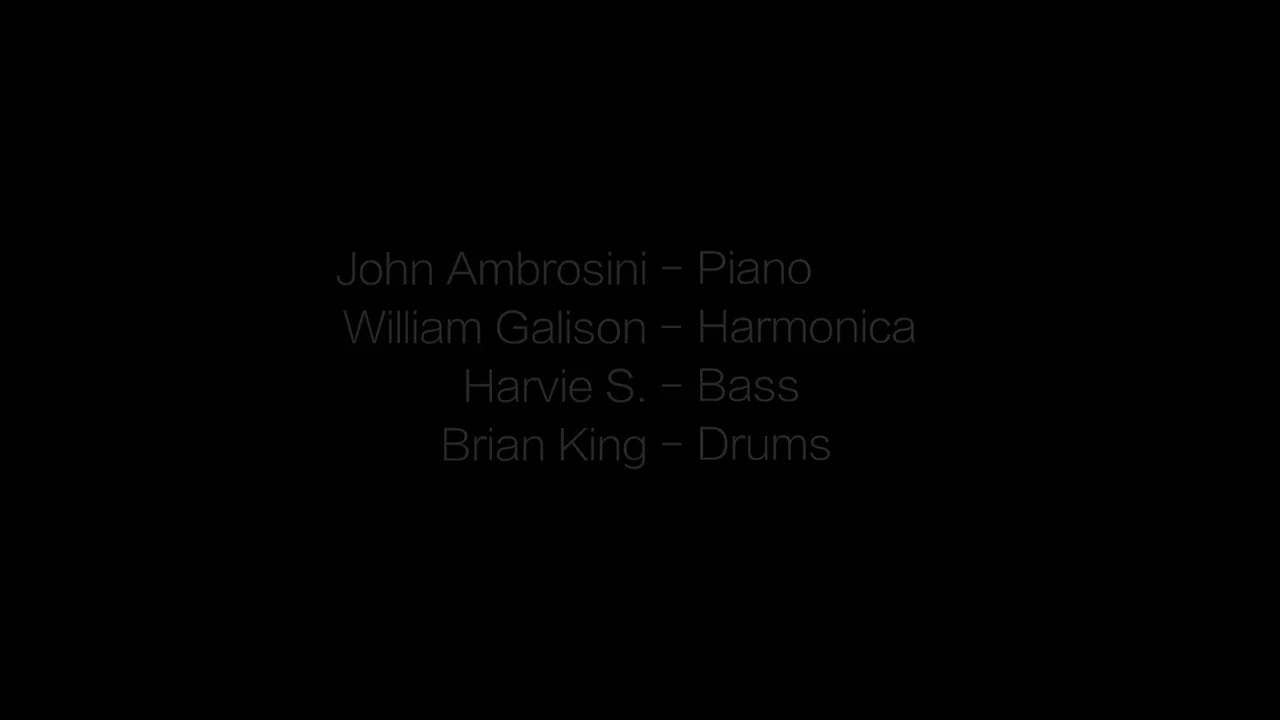 John Ambrosini – Piano
William Galison – Harmonica
Harvie S. – Bass
Brian King – Drums